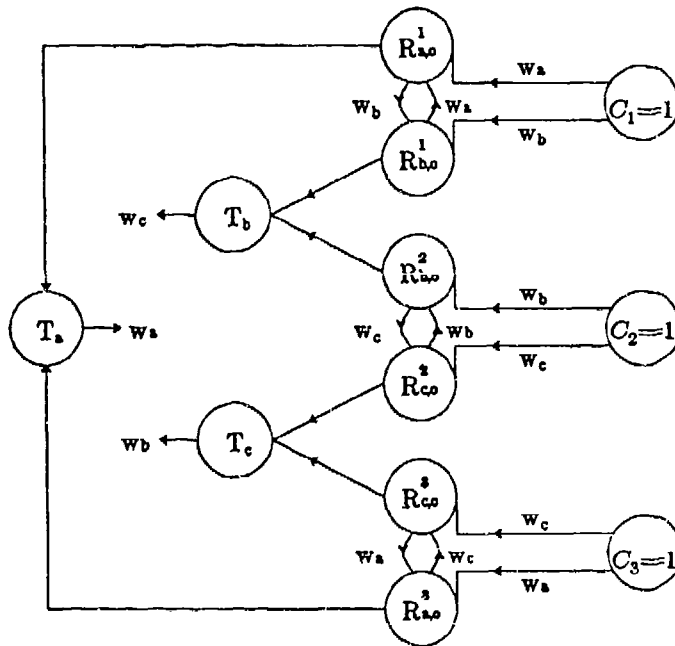 R¹a,o
wa
C₁=1
wb
wa
wb
R¹b,o
wc
Tb
R²b,o
wb
Ta
wa
wc
wb
C₂=1
wc
R²c,o
wb
Tc
R³c,o
wc
wa
wc
C₃=1
wa
R³a,o